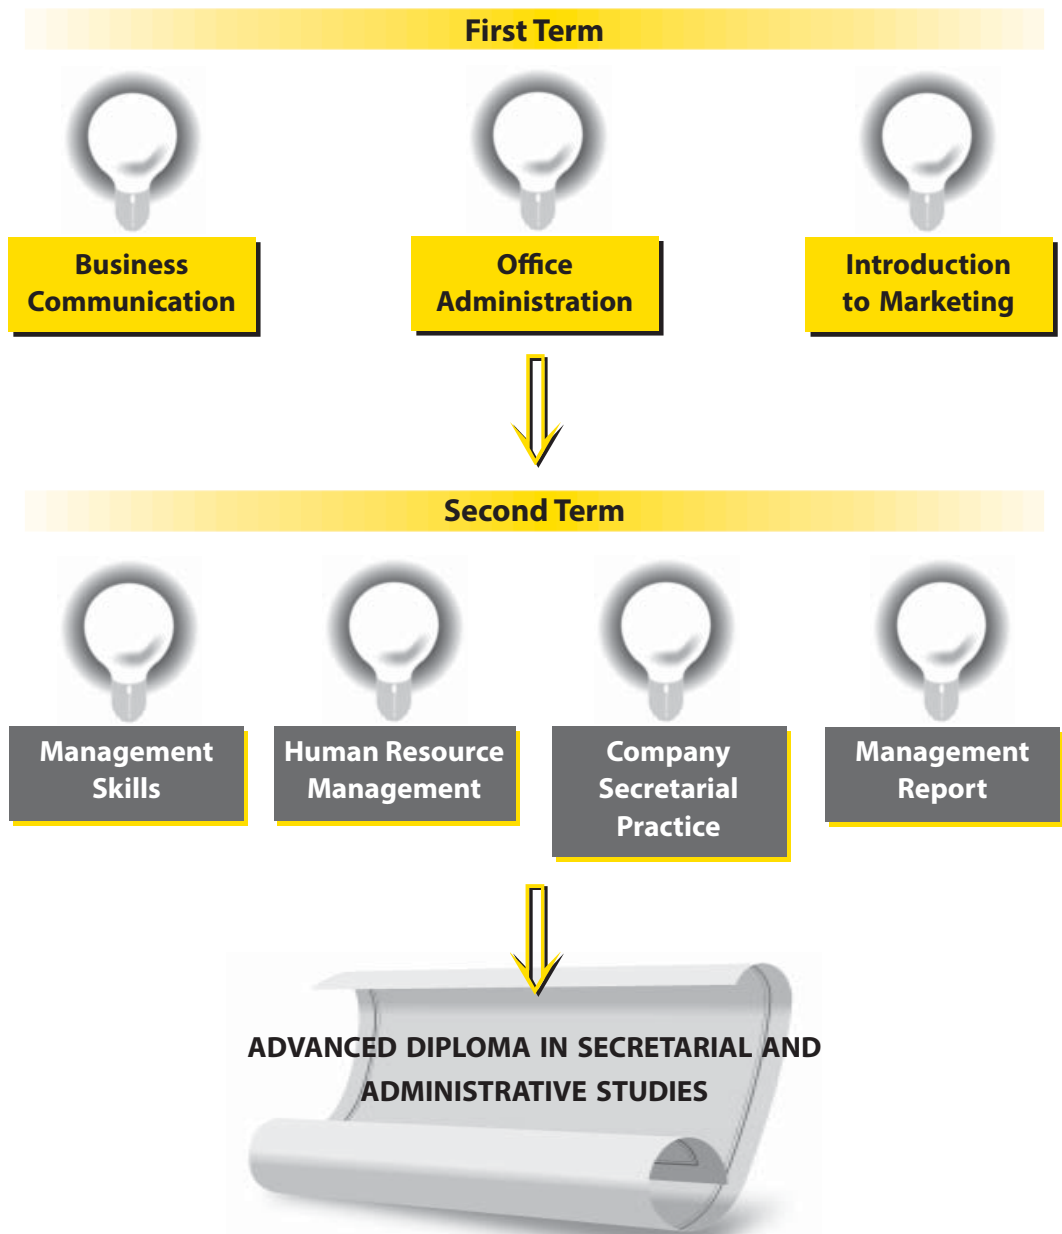 First Term
Business
Communication
Office
Administration
Introduction
to Marketing
Second Term
Management
Skills
Human Resource
Management
Company
Secretarial
Practice
Management
Report
ADVANCED DIPLOMA IN SECRETARIAL AND
ADMINISTRATIVE STUDIES